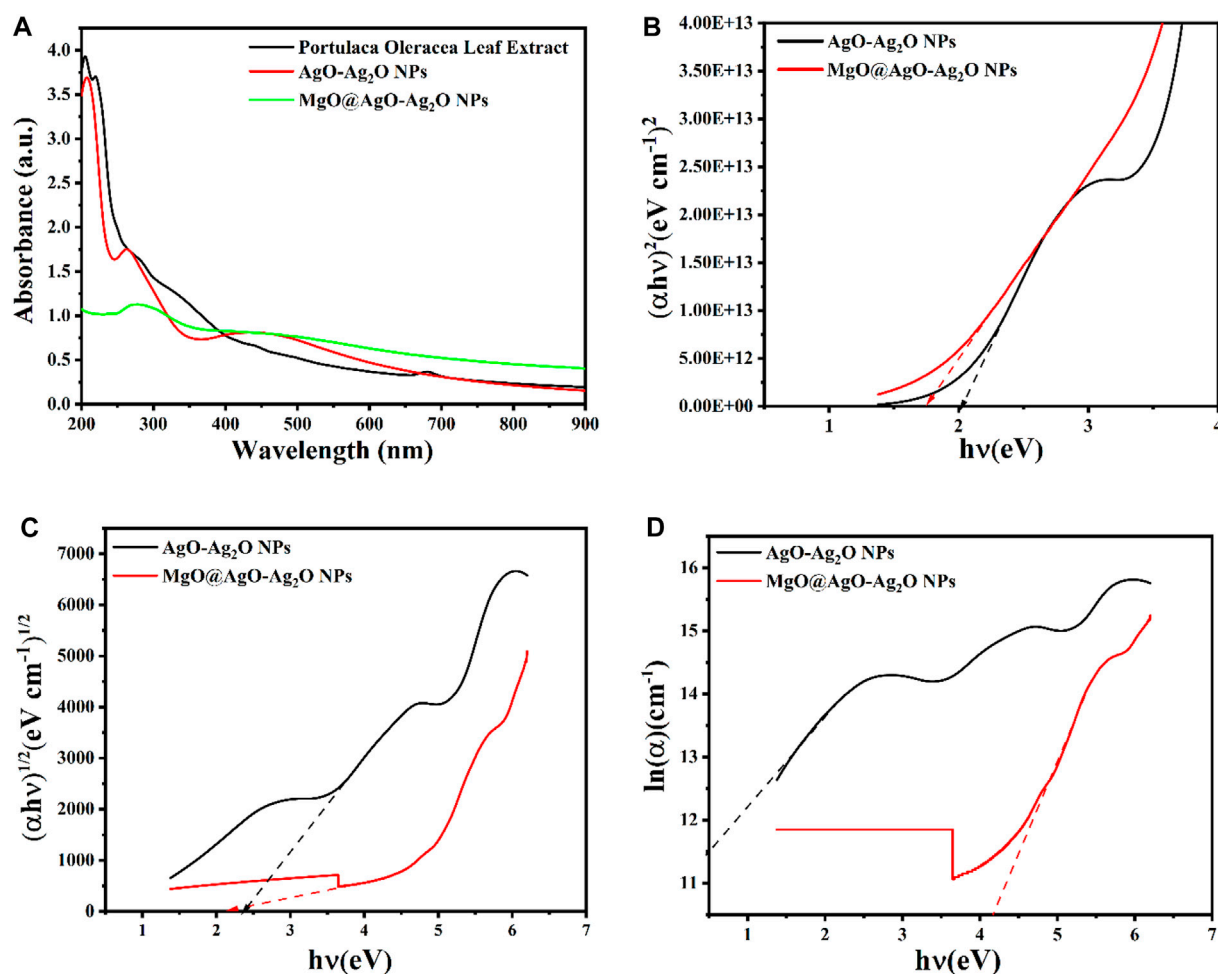 A
Portulaca Oleracea Leaf Extract
AgO-Ag₂O NPs
MgO@AgO-Ag₂O NPs
Absorbance (a.u.)
4.0
3.5
3.0
2.5
2.0
1.5
1.0
0.5
0.0
200 300 400 500 600 700 800 900
Wavelength (nm)
B
AgO-Ag₂O NPs
MgO@AgO-Ag₂O NPs
(αhν)²(eV cm⁻¹)²
4.00E+13
3.50E+13
3.00E+13
2.50E+13
2.00E+13
1.50E+13
1.00E+13
5.00E+12
0.00E+00
1 2 3 4
hν(eV)
C
AgO-Ag₂O NPs
MgO@AgO-Ag₂O NPs
(αhν)¹/²(eV cm⁻¹)¹/²
7000
6000
5000
4000
3000
2000
1000
0
1 2 3 4 5 6 7
hν(eV)
D
AgO-Ag₂O NPs
MgO@AgO-Ag₂O NPs
ln(α)(cm⁻¹)
16
15
14
13
12
11
1 2 3 4 5 6 7
hν(eV)